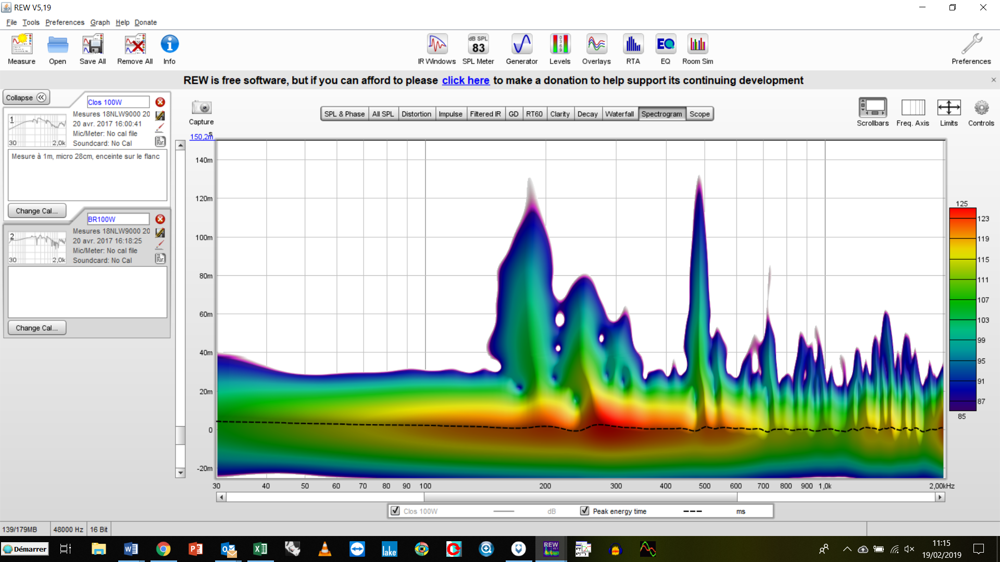 REW V5,19
File Tools Preferences Graph Help Donate
Measure Open Save All Remove All Info IR Windows dB SPL 83 SPL Meter Generator Levels Overlays RTA EQ EQ Room Sim Preferences
REW is free software, but if you can afford to please click here to make a donation to help support its continuing development
Collapse
Clos 100W
1
30 2,0k
Mesures 18NLW9000 20
20 avr. 2017 16:00:41
Mic/Meter: No cal file
Soundcard: No Cal
Mesure à 1m, micro 28cm, enceinte sur le flanc
Change Cal...
BR100W
2
30 2,0k
Mesures 18NLW9000 20
20 avr. 2017 16:18:25
Mic/Meter: No cal file
Soundcard: No Cal
Change Cal...
Capture
SPL & Phase All SPL Distortion Impulse Filtered IR GD RT60 Clarity Decay Waterfall Spectrogram Scope
Scrollbars Freq. Axis Limits Controls
s
150,2m
140m
120m
100m
80m
60m
40m
20m
0
-20m
30 40 50 60 70 80 90 100 200 300 400 500 600 700 800 900 1,0k 2,00kHz
125
123
119
115
111
107
103
99
95
91
87
85
Clos 100W dB Peak energy time ms
139/179MB 48000 Hz 16 Bit
Démarrer
lake
REW
11:15
19/02/2019